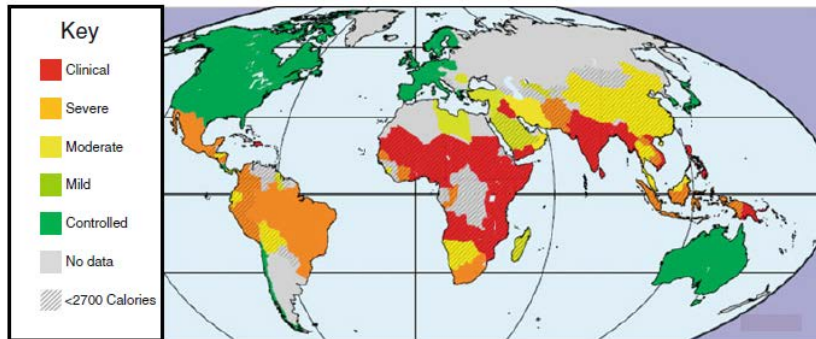 Key
Clinical
Severe
Moderate
Mild
Controlled
No data
<2700 Calories